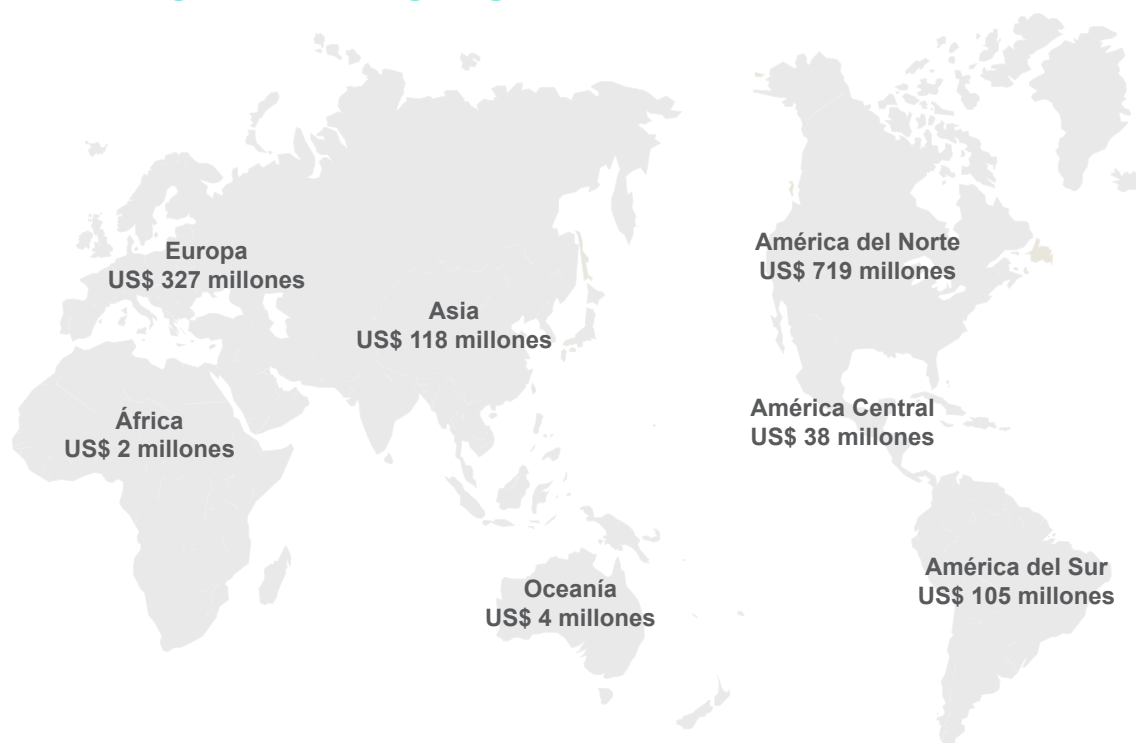 Europa
US$ 327 millones
Asia
US$ 118 millones
África
US$ 2 millones
Oceanía
US$ 4 millones
América del Norte
US$ 719 millones
América Central
US$ 38 millones
América del Sur
US$ 105 millones